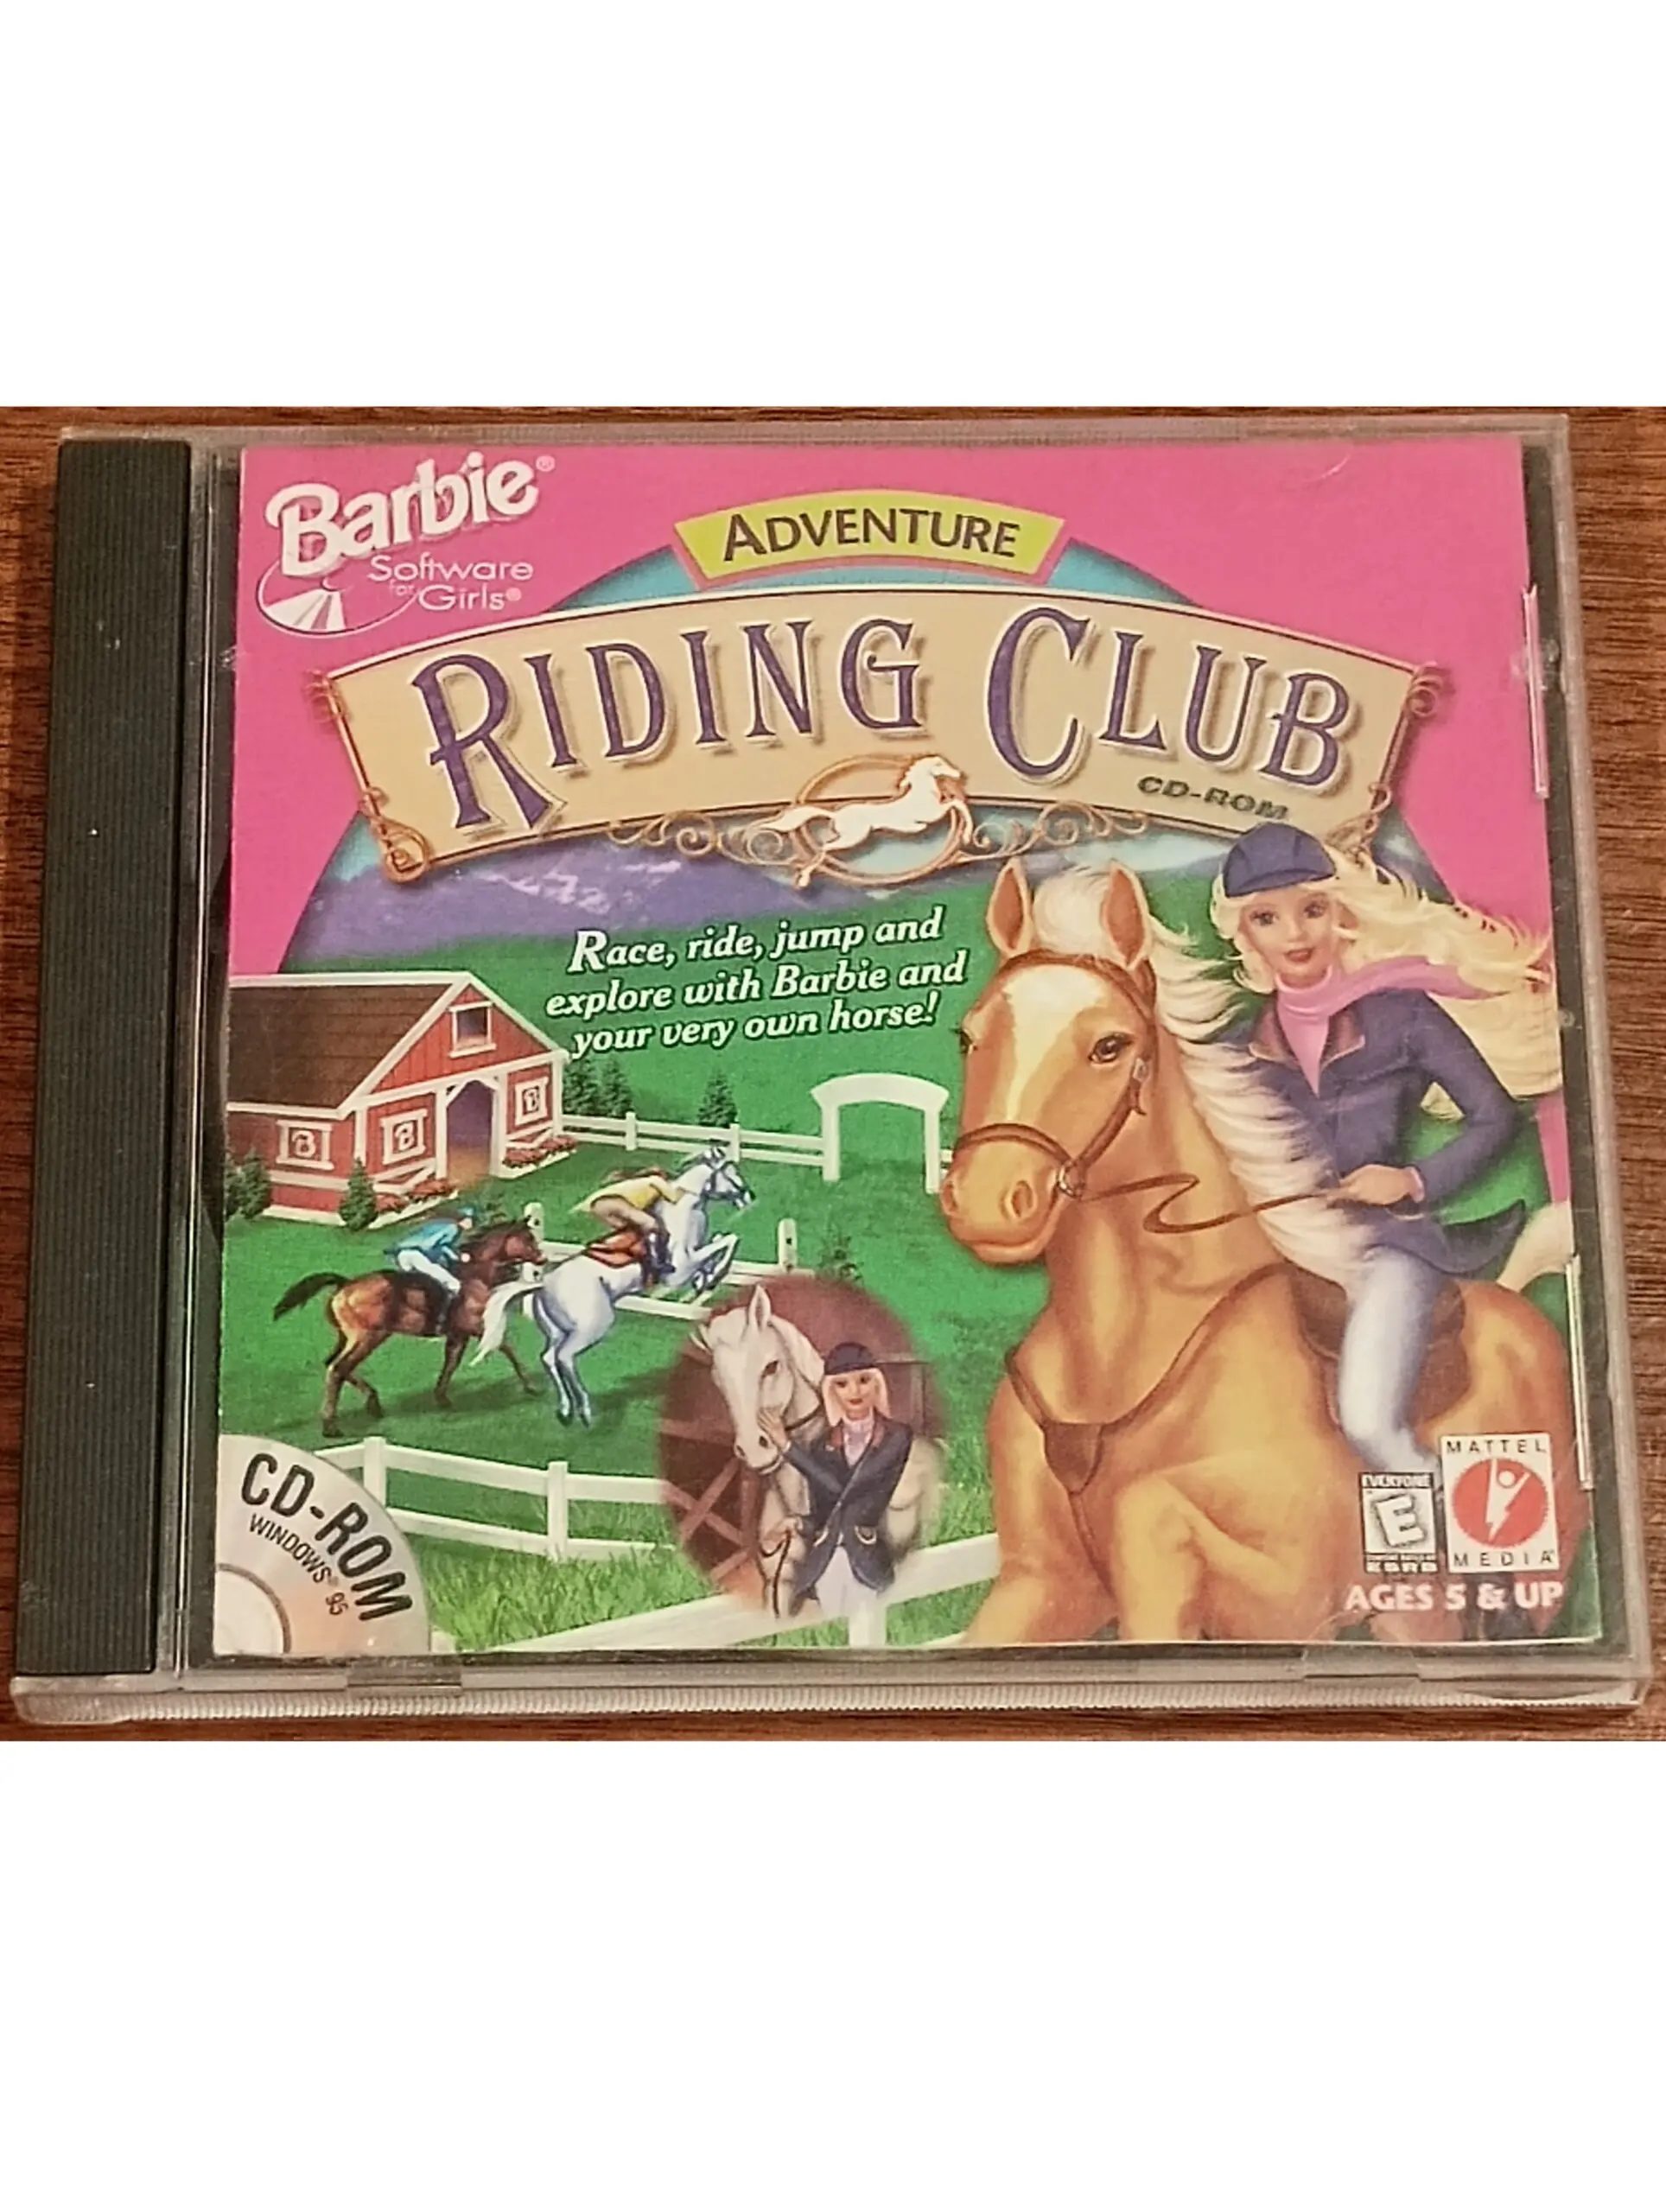 Barbie®
Software
for Girls®
ADVENTURE
RIDING CLUB
CD-ROM
Race, ride, jump and
explore with Barbie and
your very own horse!
B
B
B
CD-ROM
WINDOWS® 95
EVERYONE
E
ESRB
MATTEL
MEDIA
AGES 5 & UP